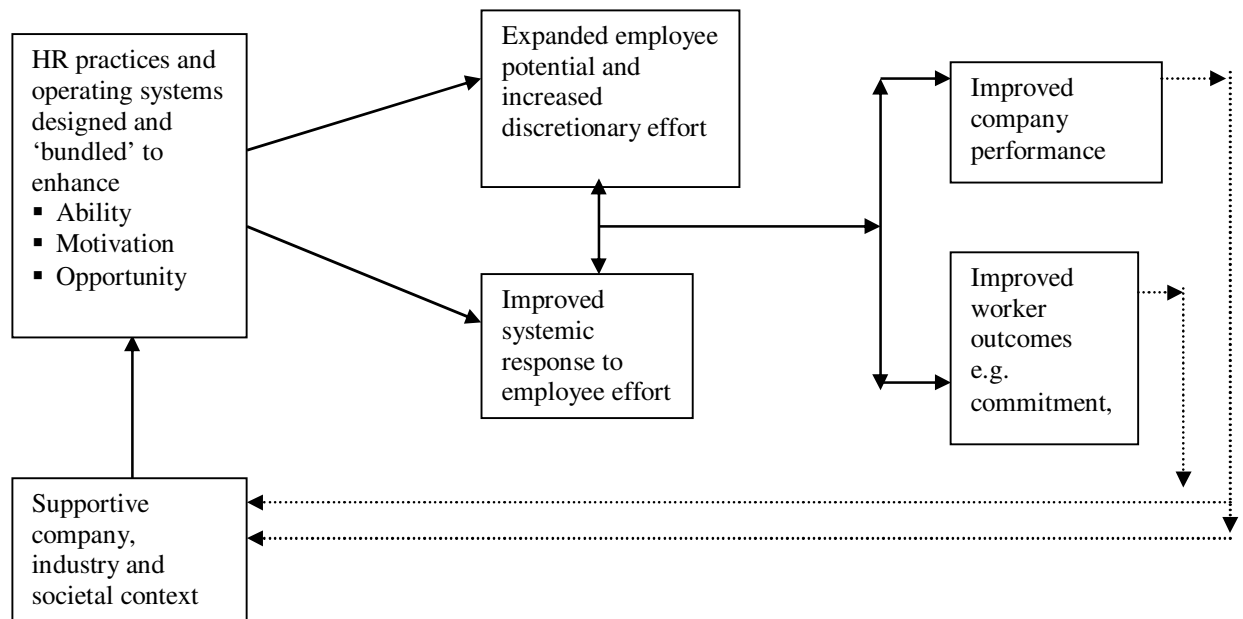 HR practices and
operating systems
designed and
‘bundled’ to
enhance
▪ Ability
▪ Motivation
▪ Opportunity
Expanded employee
potential and
increased
discretionary effort
Improved
systemic
response to
employee effort
Improved
company
performance
Improved
worker
outcomes
e.g.
commitment,
Supportive
company,
industry and
societal context